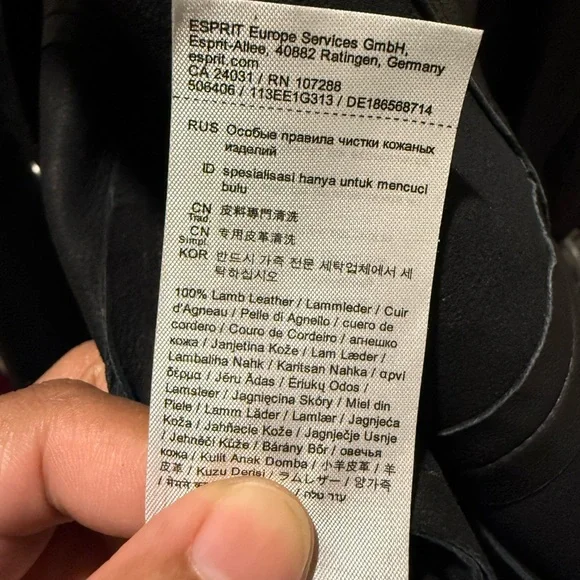 ESPRIT Europe Services GmbH,
Esprit-Allee, 40882 Ratingen, Germany
esprit.com
CA 24031 / RN 107288
506406 / 113EE1G313 / DE186568714
RUS Особые правила чистки кожаных
изделий
ID spesialisasi hanya untuk mencuci
bulu
CN Trad. 皮料專門清洗
CN Simpl. 专用皮革清洗
KOR 반드시 가죽 전문 세탁업체에서 세
탁하십시오
100% Lamb Leather / Lammleder / Cuir
d'Agneau / Pelle di Agnello / cuero de
cordero / Couro de Cordeiro / агнешко
кожа / Janjetina Kože / Lam Læder /
Lambaliha Nahk / Karitsan Nahka / αρνί
δέρμα / Jēru Ādas / Ėriukų Odos /
Lamsleer / Jagnięcina Skóry / Miel din
Piele / Lamm Läder / Lamlær / Jagnjeća
Koža / Jahňacie Kože / Jagnječje Usnje
/ Jehněčí Kůže / Bárány Bőr / овечья
кожа / Kulit Anak Domba / 小羊皮革 / 羊
皮革 / Kuzu Derisi / ラムレザー / 양가죽
/ מेमने